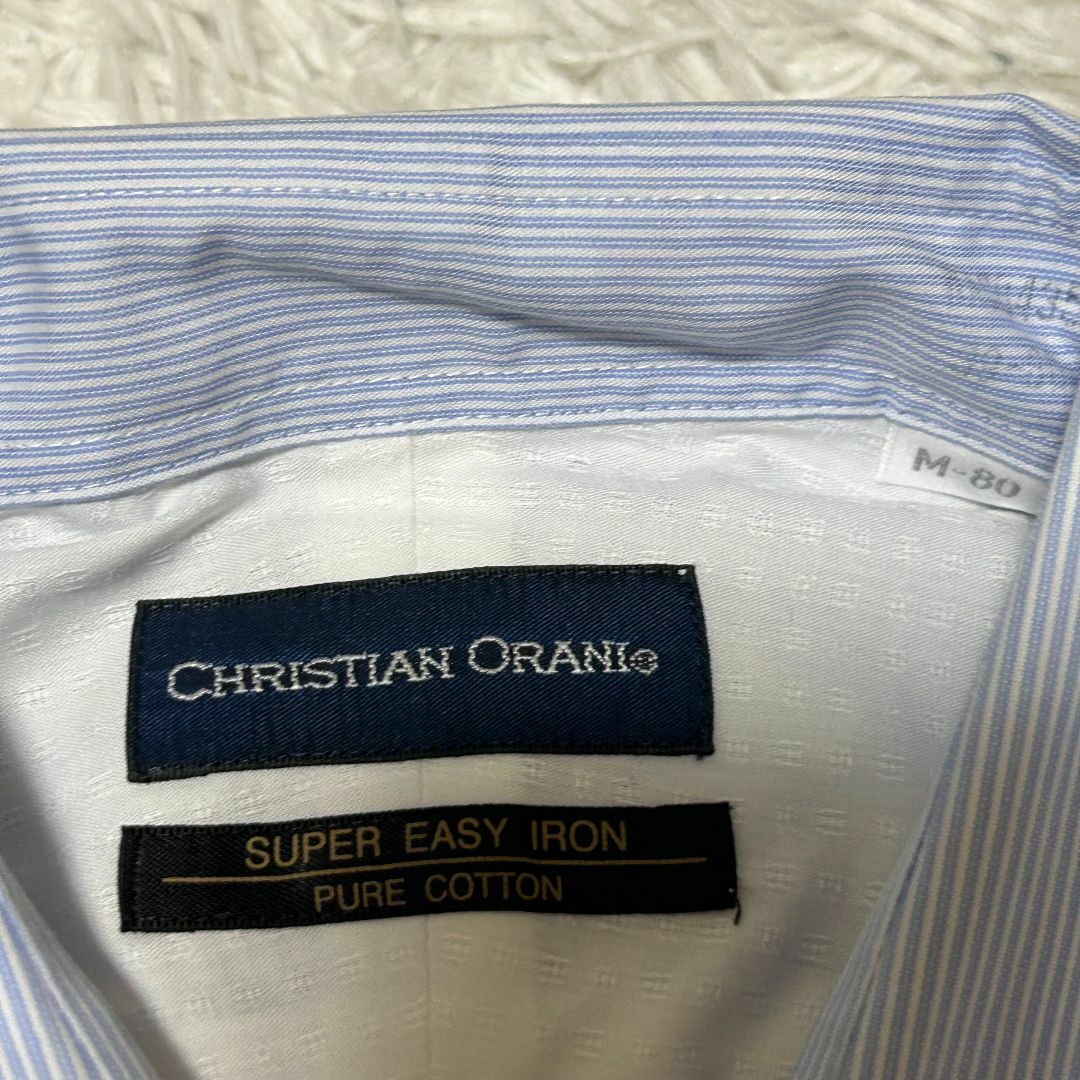 M-80
CHRISTIAN ORANI®
SUPER EASY IRON
PURE COTTON